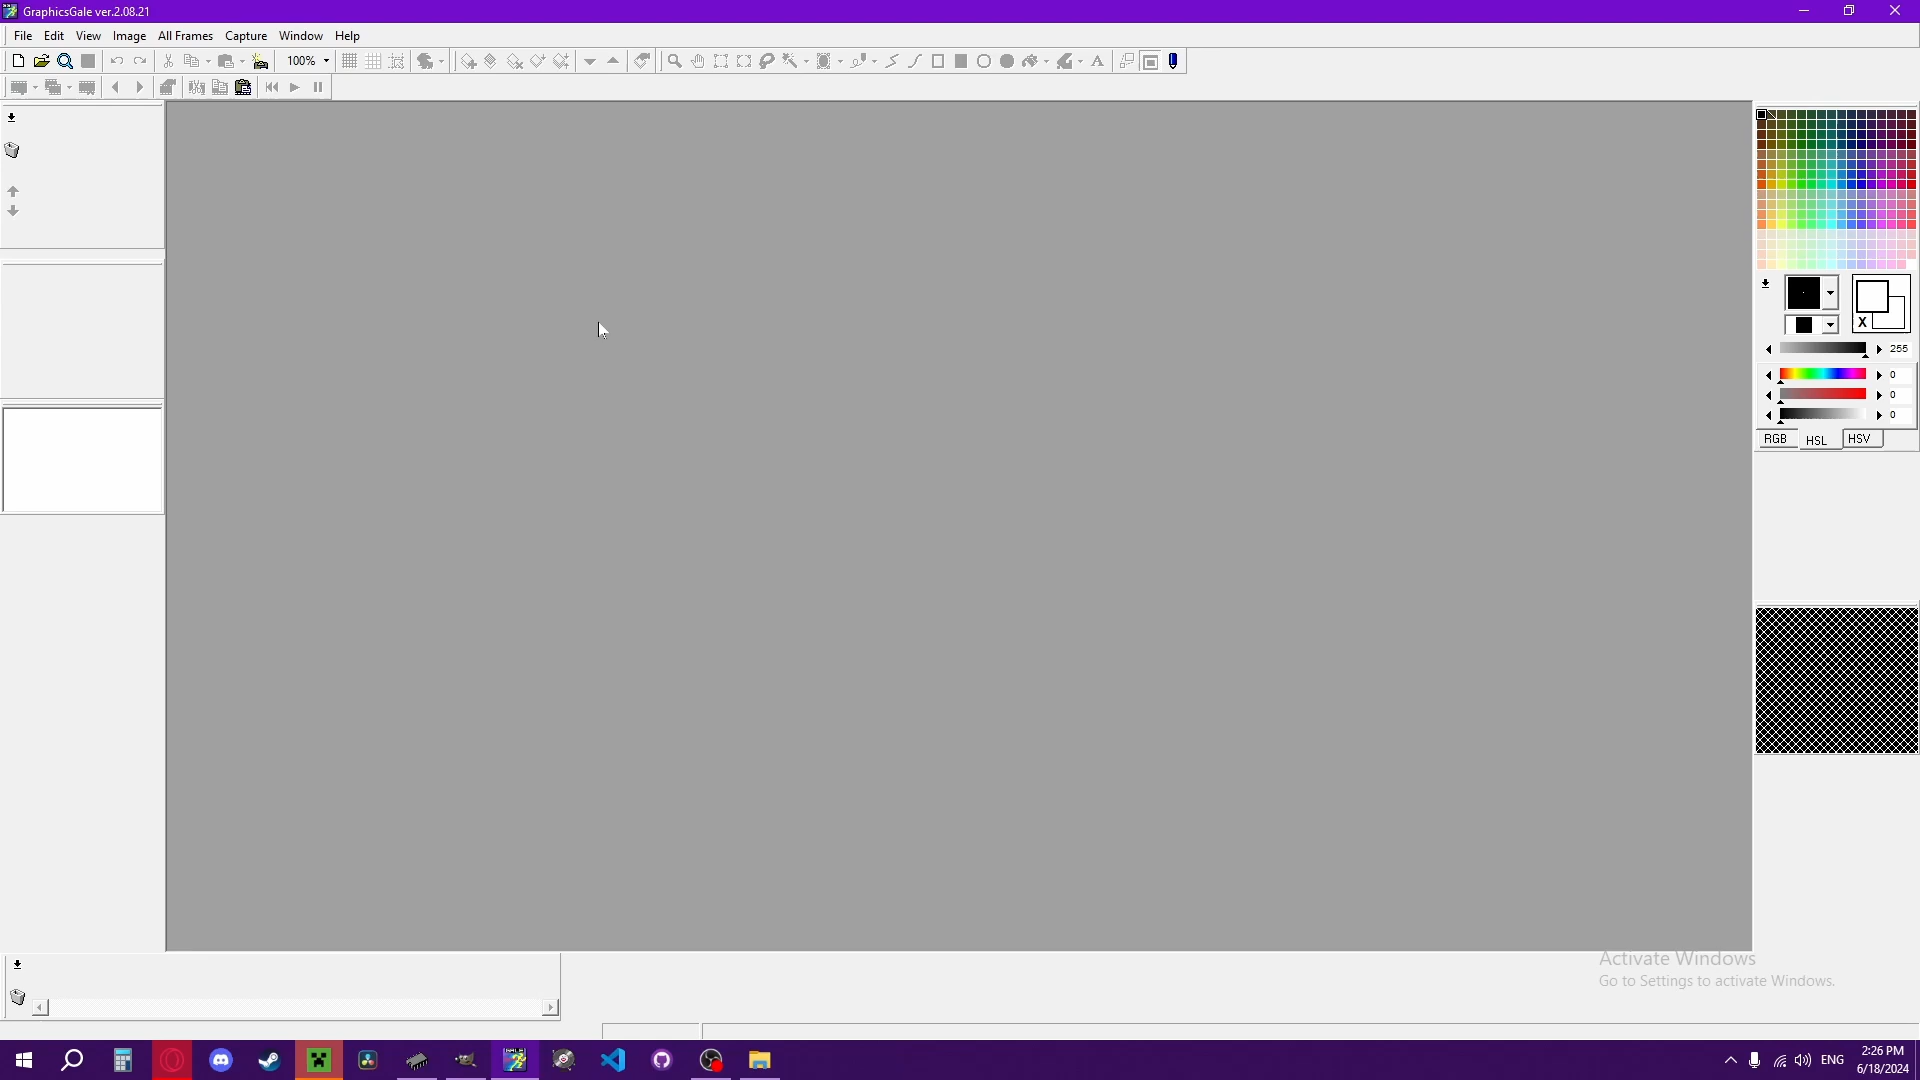 GraphicsGale ver.2.08.21
File Edit View Image All Frames Capture Window Help
100%
255
0
0
0
X
RGB HSL HSV
Activate Windows
Go to Settings to activate Windows.
ENG
2:26 PM
6/18/2024